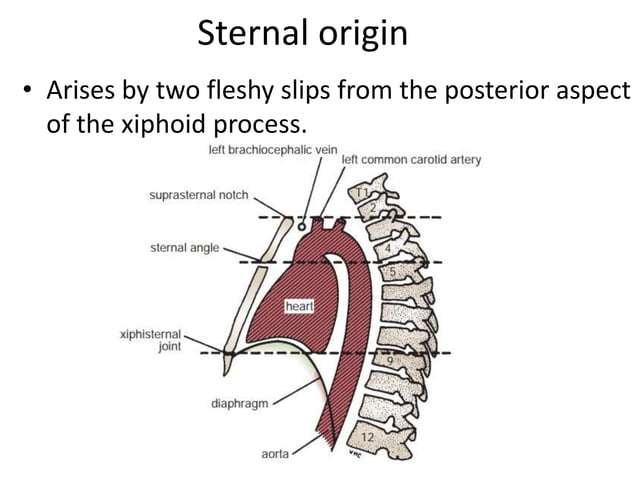 Sternal origin
• Arises by two fleshy slips from the posterior aspect
of the xiphoid process.
left brachiocephalic vein
left common carotid artery
suprasternal notch
T1
2
sternal angle
4
5
heart
xiphisternal
joint
9
diaphragm
12
aorta